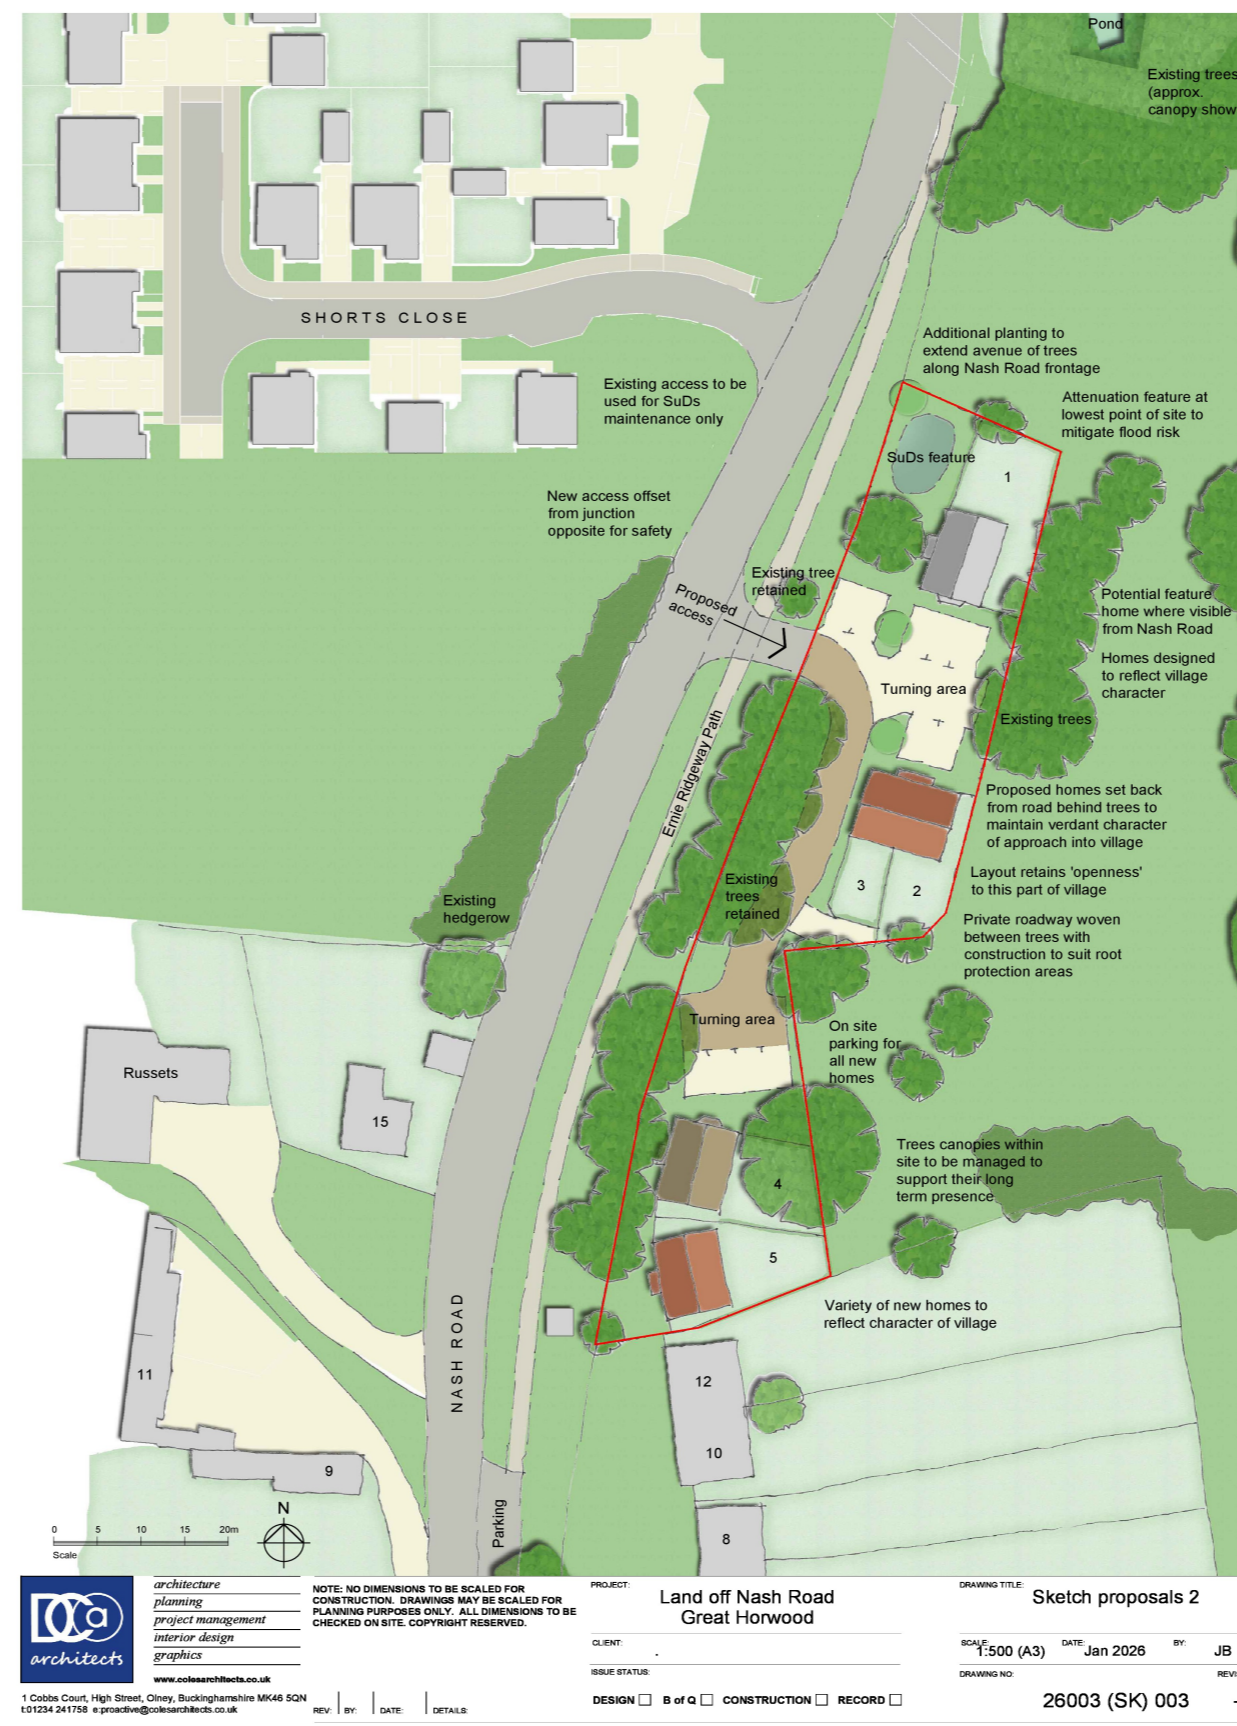 Pond
Existing trees
(approx.
canopy show
SHORTS CLOSE
Additional planting to
extend avenue of trees
along Nash Road frontage
Existing access to be
used for SuDs
maintenance only
Attenuation feature at
lowest point of site to
mitigate flood risk
SuDs feature
1
New access offset
from junction
opposite for safety
Existing tree
retained
Proposed
access
Potential feature
home where visible
from Nash Road
Homes designed
to reflect village
character
Turning area
Existing trees
Ernie Ridgeway Path
Proposed homes set back
from road behind trees to
maintain verdant character
of approach into village
Layout retains 'openness'
to this part of village
3
2
Existing
trees
retained
Existing
hedgerow
Private roadway woven
between trees with
construction to suit root
protection areas
Turning area
On site
parking for
all new
homes
Russets
15
Trees canopies within
site to be managed to
support their long
term presence
4
5
Variety of new homes to
reflect character of village
NASH ROAD
11
12
10
9
8
Parking
N
0 5 10 15 20m
Scale
DCa
architects
architecture
planning
project management
interior design
graphics
www.colesarchitects.co.uk
1 Cobbs Court, High Street, Olney, Buckinghamshire MK46 5QN
t:01234 241758 e:proactive@colesarchitects.co.uk
NOTE: NO DIMENSIONS TO BE SCALED FOR
CONSTRUCTION. DRAWINGS MAY BE SCALED FOR
PLANNING PURPOSES ONLY. ALL DIMENSIONS TO BE
CHECKED ON SITE. COPYRIGHT RESERVED.
REV: BY: DATE: DETAILS:
PROJECT:
Land off Nash Road
Great Horwood
CLIENT:
.
ISSUE STATUS:
DESIGN B of Q CONSTRUCTION RECORD
DRAWING TITLE:
Sketch proposals 2
SCALE: 1:500 (A3) DATE: Jan 2026 BY: JB
DRAWING NO: REVI
26003 (SK) 003 -